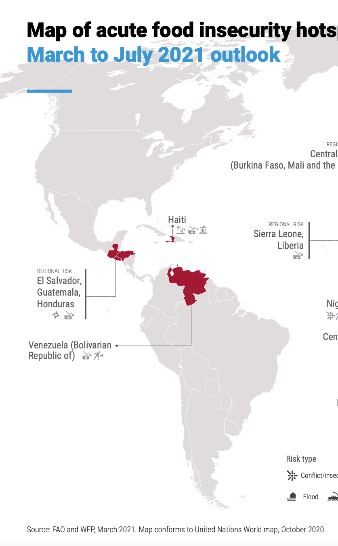 Map of acute food insecurity hots
March to July 2021 outlook
Central
(Burkina Faso, Mali and the
Haiti
REGIONAL RISK
Sierra Leone,
Liberia
REGIONAL RISK
El Salvador,
Guatemala,
Honduras
Venezuela (Bolivarian
Republic of)
Risk type
Flood
Source: FAO and WFP, March 2021. Map conforms to United Nations World map, October 2020.